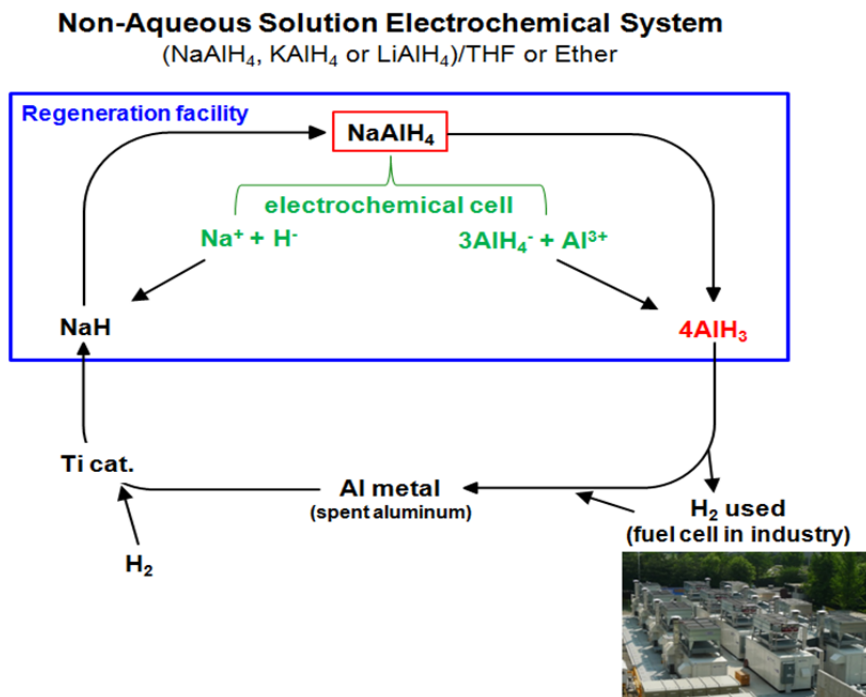 Non-Aqueous Solution Electrochemical System
(NaAlH₄, KAlH₄ or LiAlH₄)/THF or Ether
Regeneration facility
NaAlH₄
electrochemical cell
Na⁺ + H⁻
3AlH₄⁻ + Al³⁺
NaH
4AlH₃
Ti cat.
Al metal
(spent aluminum)
H₂ used
(fuel cell in industry)
H₂